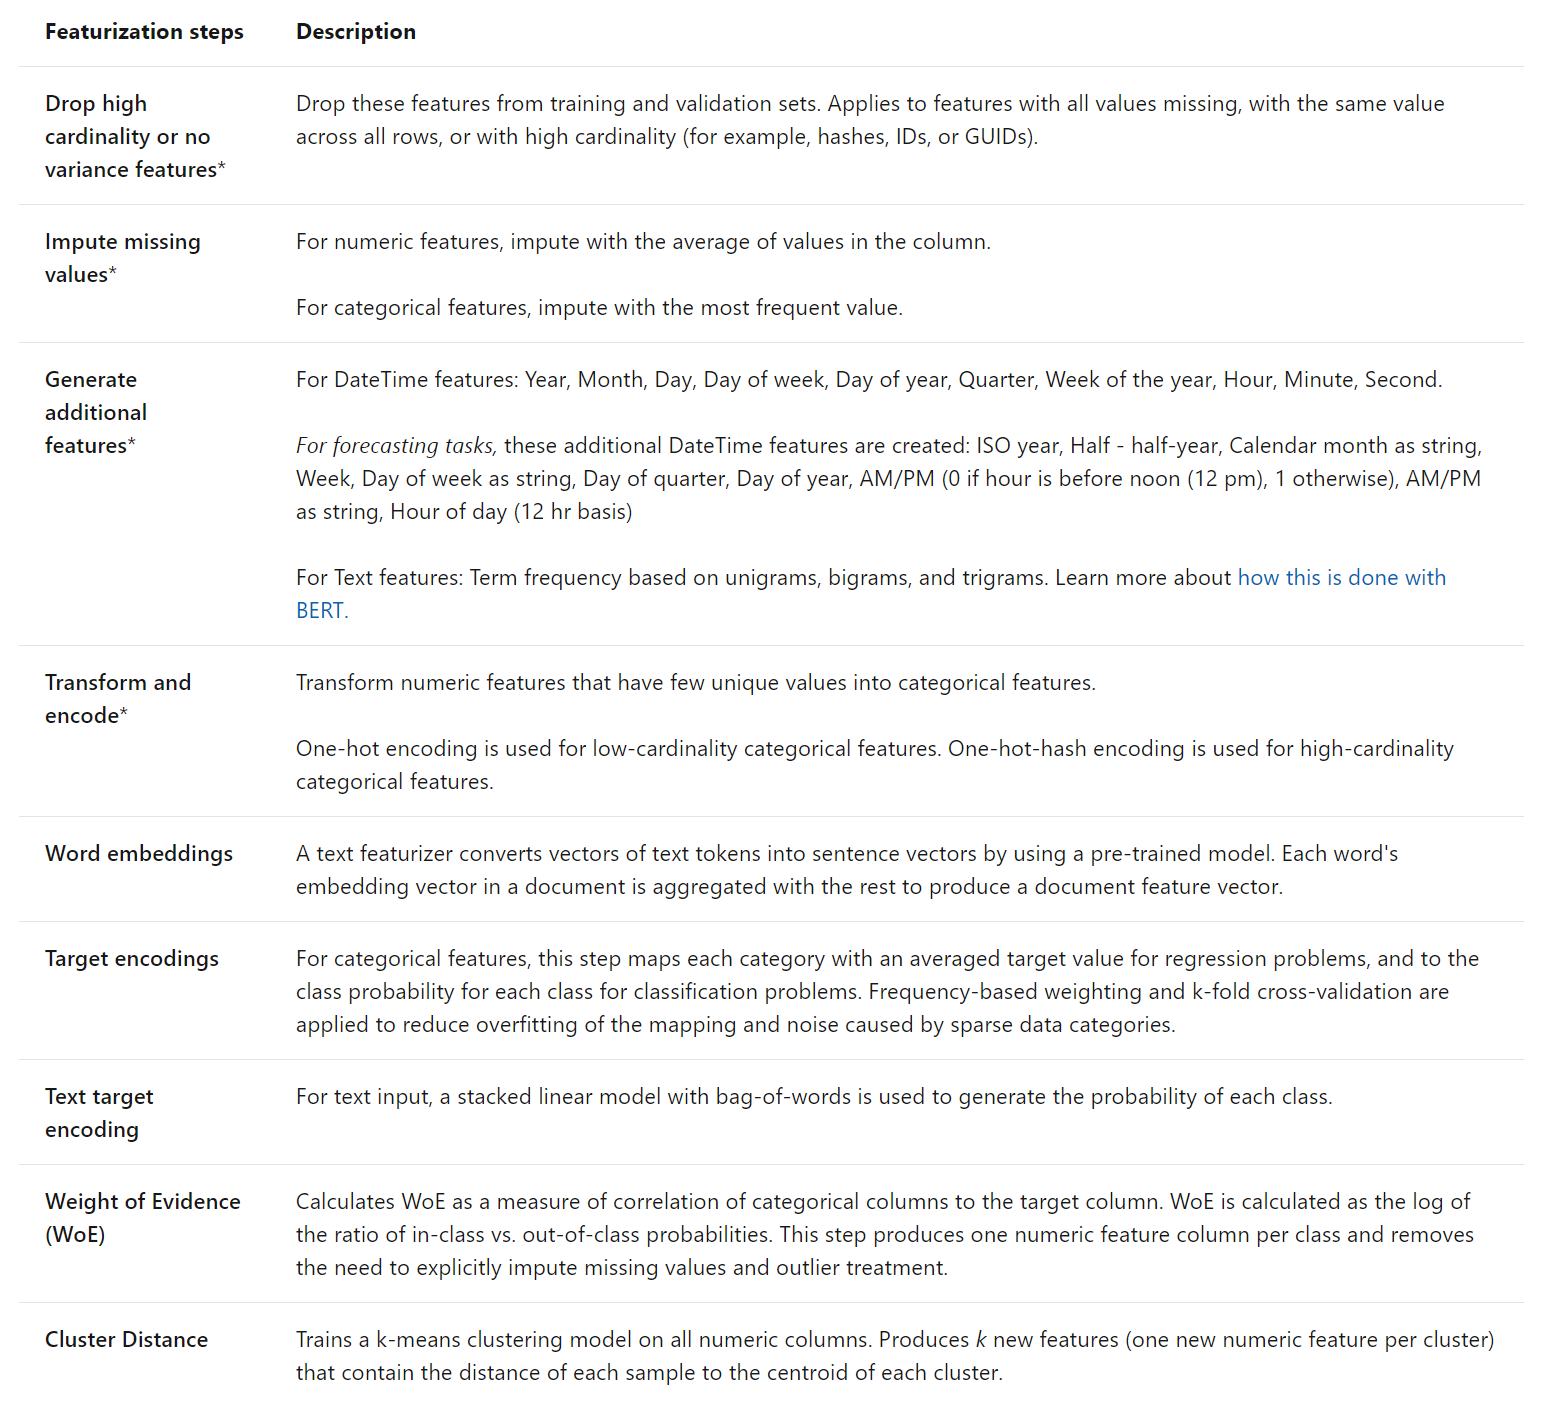 Featurization steps Description
Drop high
cardinality or no
variance features*
Drop these features from training and validation sets. Applies to features with all values missing, with the same value
across all rows, or with high cardinality (for example, hashes, IDs, or GUIDs).
Impute missing
values*
For numeric features, impute with the average of values in the column.
For categorical features, impute with the most frequent value.
Generate
additional
features*
For DateTime features: Year, Month, Day, Day of week, Day of year, Quarter, Week of the year, Hour, Minute, Second.
For forecasting tasks, these additional DateTime features are created: ISO year, Half - half-year, Calendar month as string,
Week, Day of week as string, Day of quarter, Day of year, AM/PM (0 if hour is before noon (12 pm), 1 otherwise), AM/PM
as string, Hour of day (12 hr basis)
For Text features: Term frequency based on unigrams, bigrams, and trigrams. Learn more about how this is done with
BERT.
Transform and
encode*
Transform numeric features that have few unique values into categorical features.
One-hot encoding is used for low-cardinality categorical features. One-hot-hash encoding is used for high-cardinality
categorical features.
Word embeddings
A text featurizer converts vectors of text tokens into sentence vectors by using a pre-trained model. Each word's
embedding vector in a document is aggregated with the rest to produce a document feature vector.
Target encodings
For categorical features, this step maps each category with an averaged target value for regression problems, and to the
class probability for each class for classification problems. Frequency-based weighting and k-fold cross-validation are
applied to reduce overfitting of the mapping and noise caused by sparse data categories.
Text target
encoding
For text input, a stacked linear model with bag-of-words is used to generate the probability of each class.
Weight of Evidence
(WoE)
Calculates WoE as a measure of correlation of categorical columns to the target column. WoE is calculated as the log of
the ratio of in-class vs. out-of-class probabilities. This step produces one numeric feature column per class and removes
the need to explicitly impute missing values and outlier treatment.
Cluster Distance
Trains a k-means clustering model on all numeric columns. Produces k new features (one new numeric feature per cluster)
that contain the distance of each sample to the centroid of each cluster.